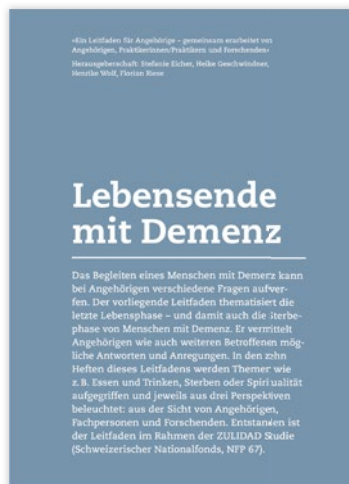 «Ein Leitfaden für Angehörige – gemeinsam erarbeitet von
Angehörigen, Praktikerinnen/Praktikern und Forschenden»
Herausgeberschaft: Stefanie Eicher, Heike Geschwindner,
Henrike Wolf, Florian Riese
Lebensende
mit Demenz
Das Begleiten eines Menschen mit Demenz kann
bei Angehörigen verschiedene Fragen aufwer-
fen. Der vorliegende Leitfaden thematisiert die
letzte Lebensphase – und damit auch die Sterbe-
phase von Menschen mit Demenz. Er vermittelt
Angehörigen wie auch weiteren Betroffenen mög-
liche Antworten und Anregungen. In den zehn
Heften dieses Leitfadens werden Themen wie
z. B. Essen und Trinken, Sterben oder Spiritualität
aufgegriffen und jeweils aus drei Perspektiven
beleuchtet: aus der Sicht von Angehörigen,
Fachpersonen und Forschenden. Entstanden ist
der Leitfaden im Rahmen der ZULIDAD Studie
(Schweizerischer Nationalfonds, NFP 67).